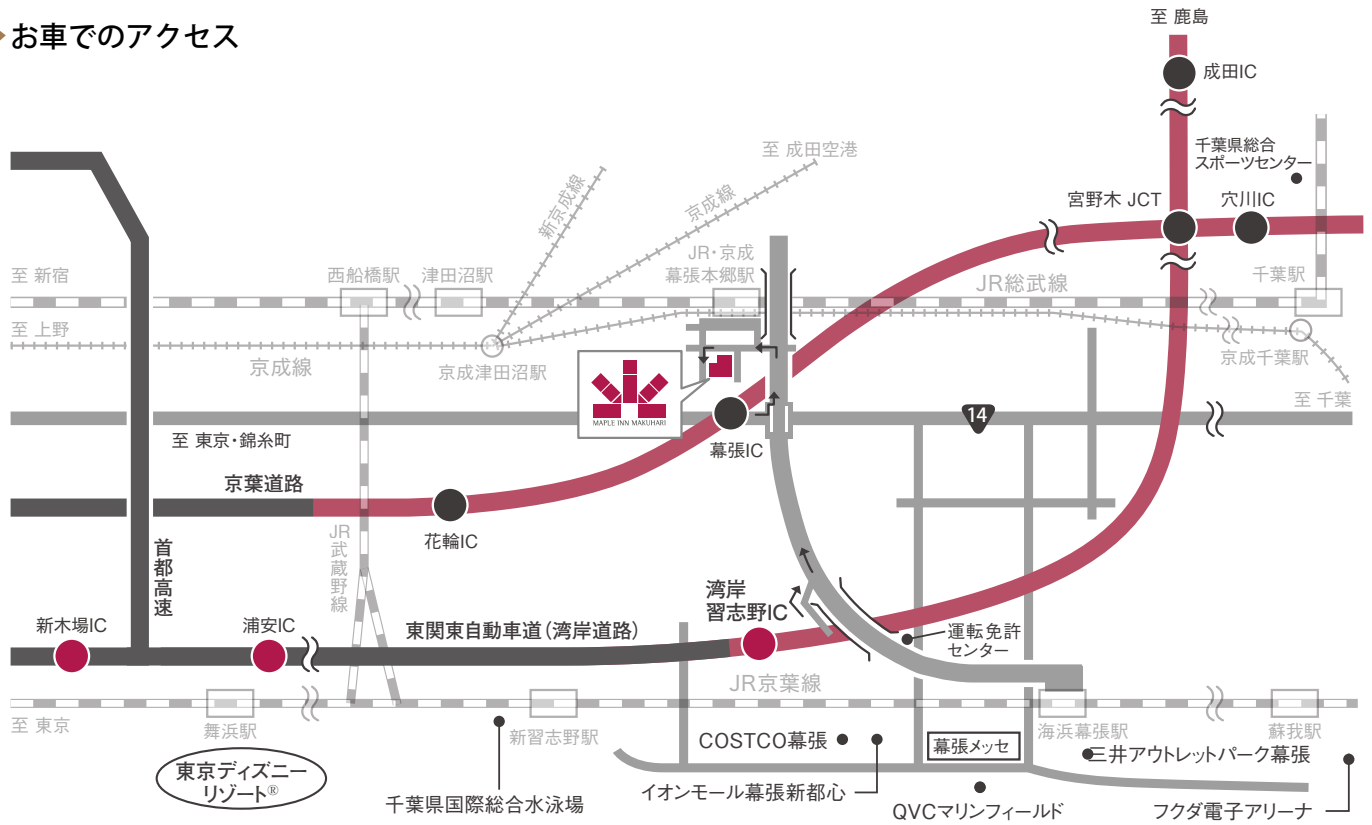 お車でのアクセス
至 鹿島
成田IC
千葉県総合
スポーツセンター
至 成田空港
新京成線
京成線
宮野木 JCT
穴川IC
JR・京成
幕張本郷駅
至 新宿
西船橋駅
津田沼駅
JR総武線
千葉駅
至 上野
京成線
京成津田沼駅
京成千葉駅
至 千葉
MAPLE INN MAKUHARI
14
至 東京・錦糸町
幕張IC
京葉道路
花輪IC
JR武蔵野線
首都高速
湾岸
習志野IC
新木場IC
浦安IC
東関東自動車道（湾岸道路）
運転免許
センター
JR京葉線
至 東京
舞浜駅
新習志野駅
海浜幕張駅
蘇我駅
COSTCO幕張
幕張メッセ
三井アウトレットパーク幕張
東京ディズニー
リゾート®
千葉県国際総合水泳場
イオンモール幕張新都心
QVCマリンフィールド
フクダ電子アリーナ